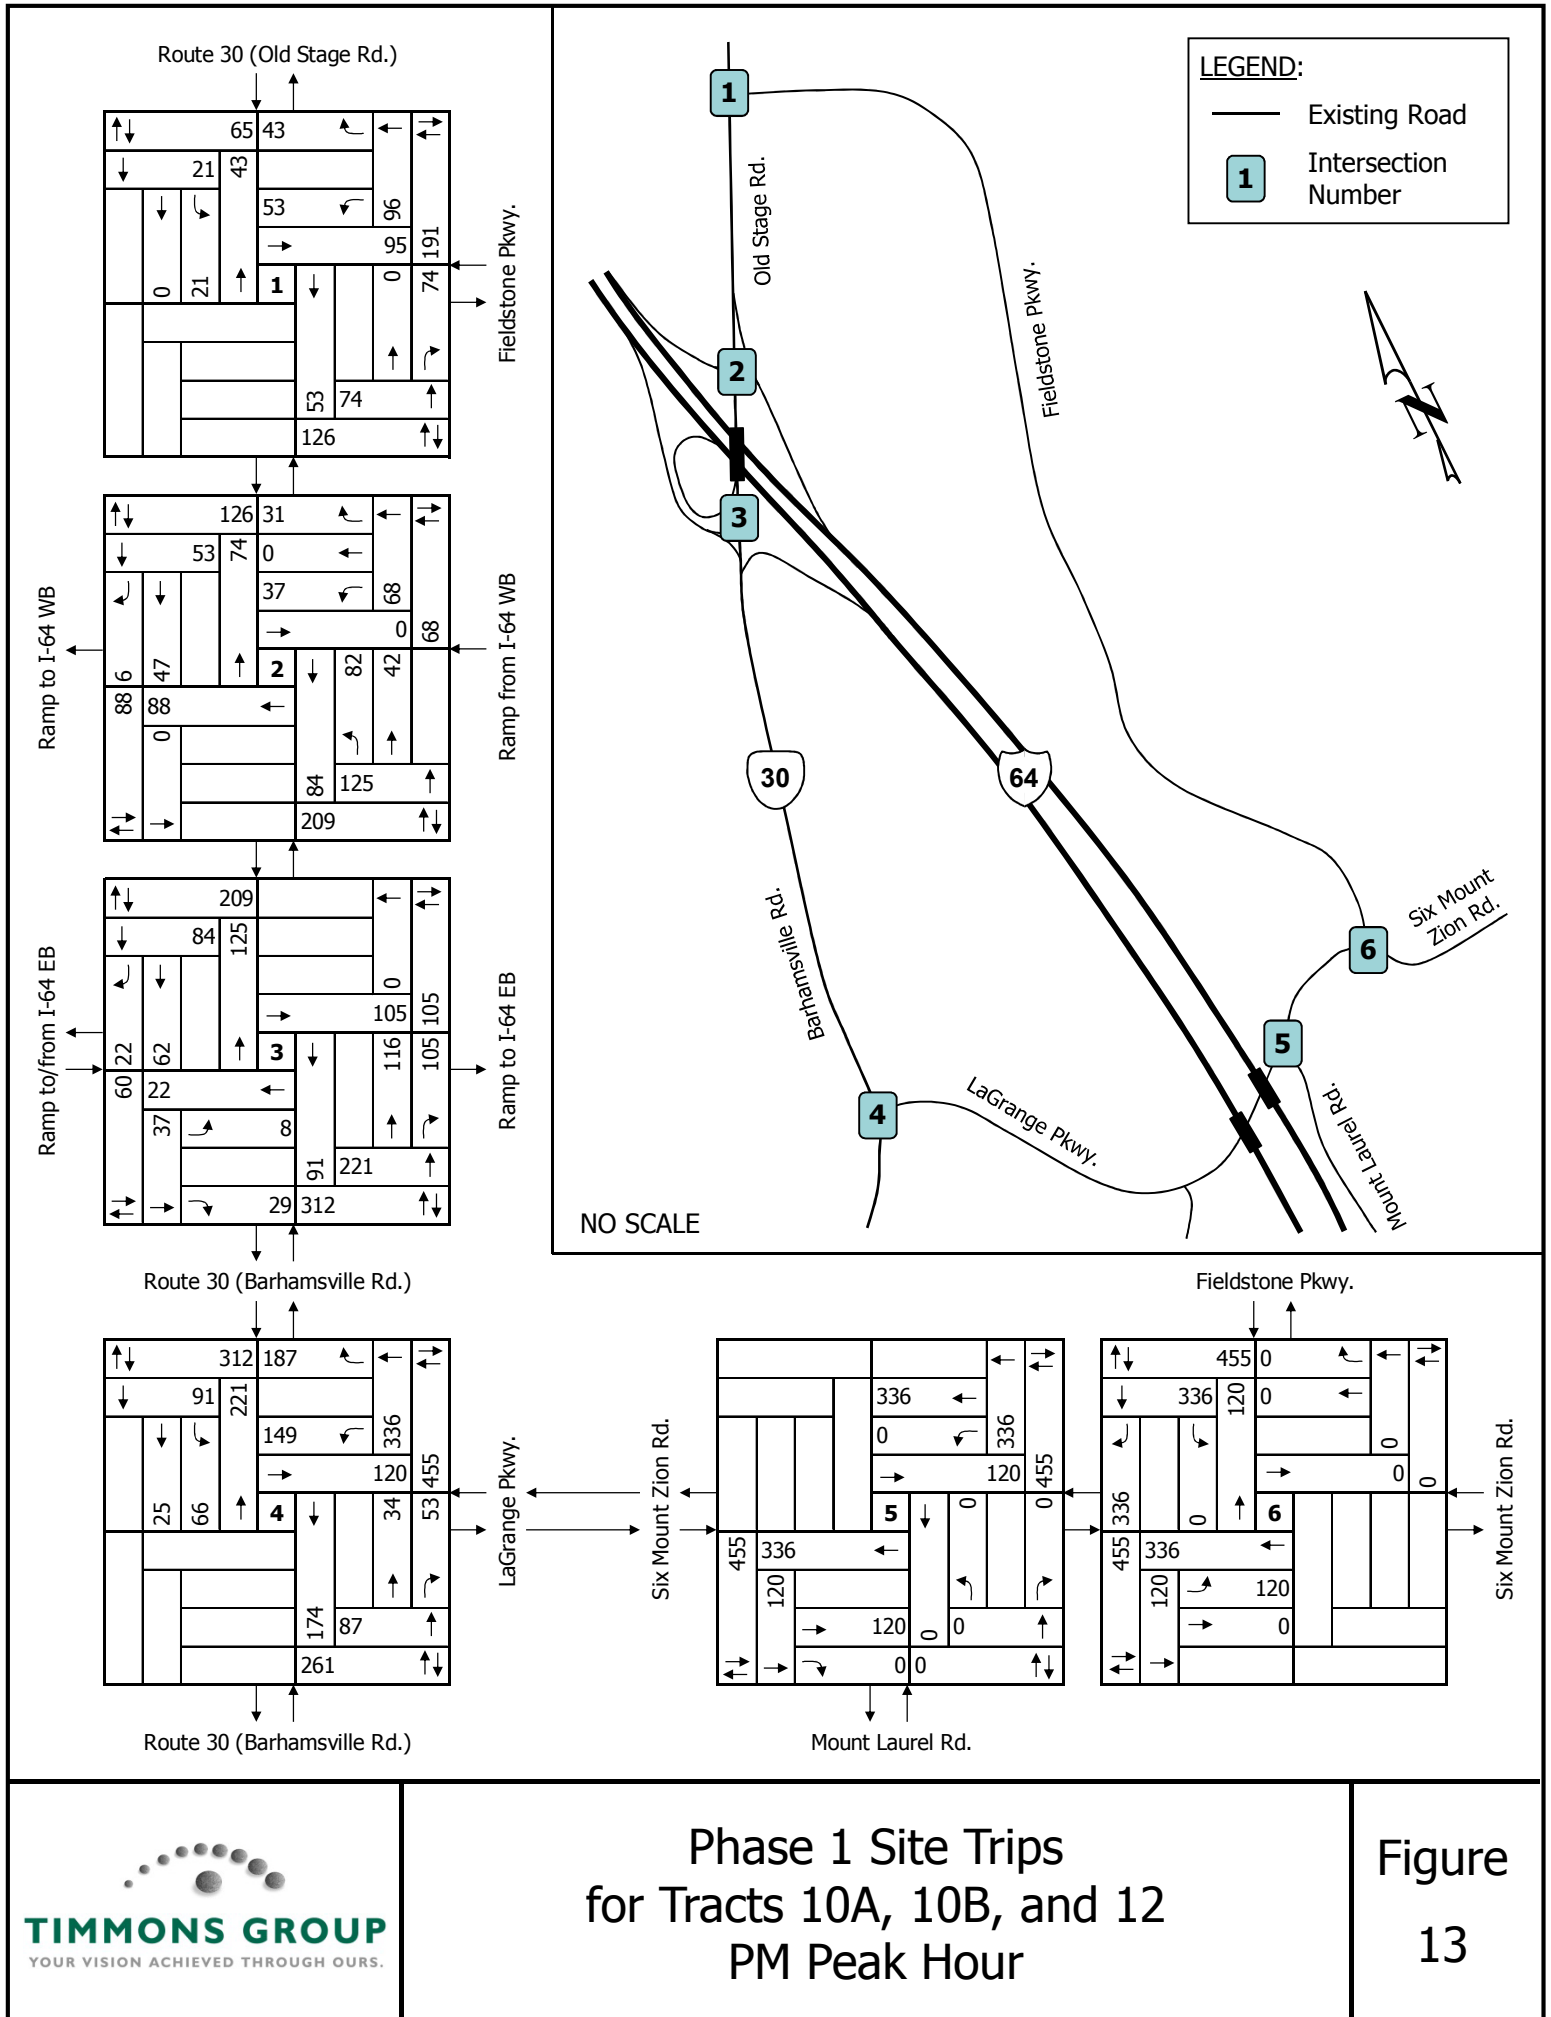 Route 30 (Old Stage Rd.)
65 43
21 43
53 96
95 191
0 21 1 0 74
Fieldstone Pkwy.
53 74
126
126 31
53 74 0
37 68
0 68
6 47 2 82 42
Ramp to I-64 WB
Ramp from I-64 WB
88 88
0
84 125
209
209
84 125
0
105 105
22 62 3 116 105
Ramp to/from I-64 EB
Ramp to I-64 EB
60 22
37 8
91 221
29 312
Route 30 (Barhamsville Rd.)
312 187
91 221
149 336
120 455
25 66 4 34 53
LaGrange Pkwy.
174 87
261
Route 30 (Barhamsville Rd.)
LEGEND:
Existing Road
1 Intersection
Number
1
Old Stage Rd.
Fieldstone Pkwy.
2
3
N
30
64
Barhamsville Rd.
Six Mount
Zion Rd.
6
5
4
LaGrange Pkwy.
Mount Laurel Rd.
NO SCALE
Six Mount Zion Rd.
336
0 336
120 455
5 0 0
455 336
120
120 0 0
0 0
Mount Laurel Rd.
Fieldstone Pkwy.
455 0
336 120 0
0
0 0
336 0 6
455 336
120 120
0
Six Mount Zion Rd.
TIMMONS GROUP
YOUR VISION ACHIEVED THROUGH OURS.
Phase 1 Site Trips
for Tracts 10A, 10B, and 12
PM Peak Hour
Figure
13